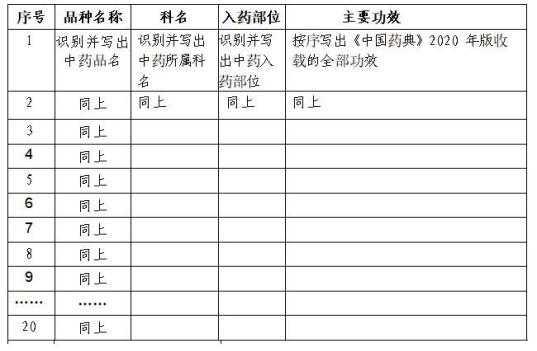 序号 品种名称 科名 入药部位 主要功效
1 识别并写出中药品名 识别并写出中药所属科名 识别并写出中药入药部位 按序写出《中国药典》2020 年版收载的全部功效
2 同上 同上 同上 同上
3 同上
4 同上
5 同上
6 同上
7 同上
8 同上
9 同上
…… ……
20 同上